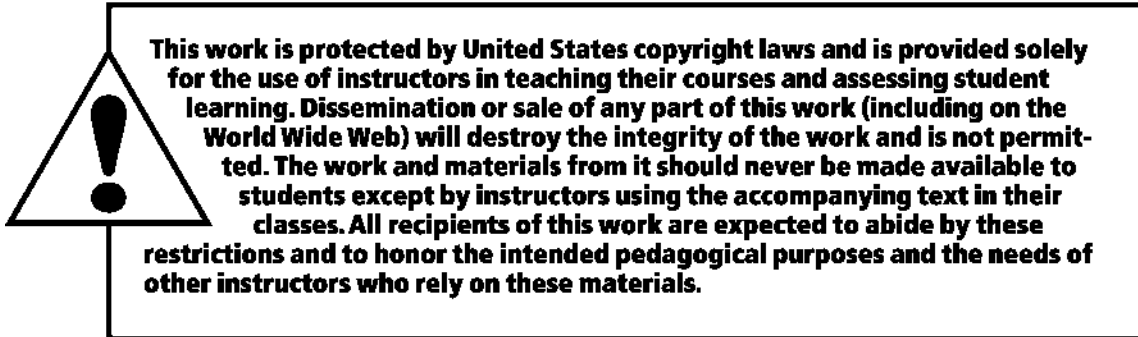 This work is protected by United States copyright laws and is provided solely
for the use of instructors in teaching their courses and assessing student
learning. Dissemination or sale of any part of this work (including on the
World Wide Web) will destroy the integrity of the work and is not permit-
ted. The work and materials from it should never be made available to
students except by instructors using the accompanying text in their
classes. All recipients of this work are expected to abide by these
restrictions and to honor the intended pedagogical purposes and the needs of
other instructors who rely on these materials.